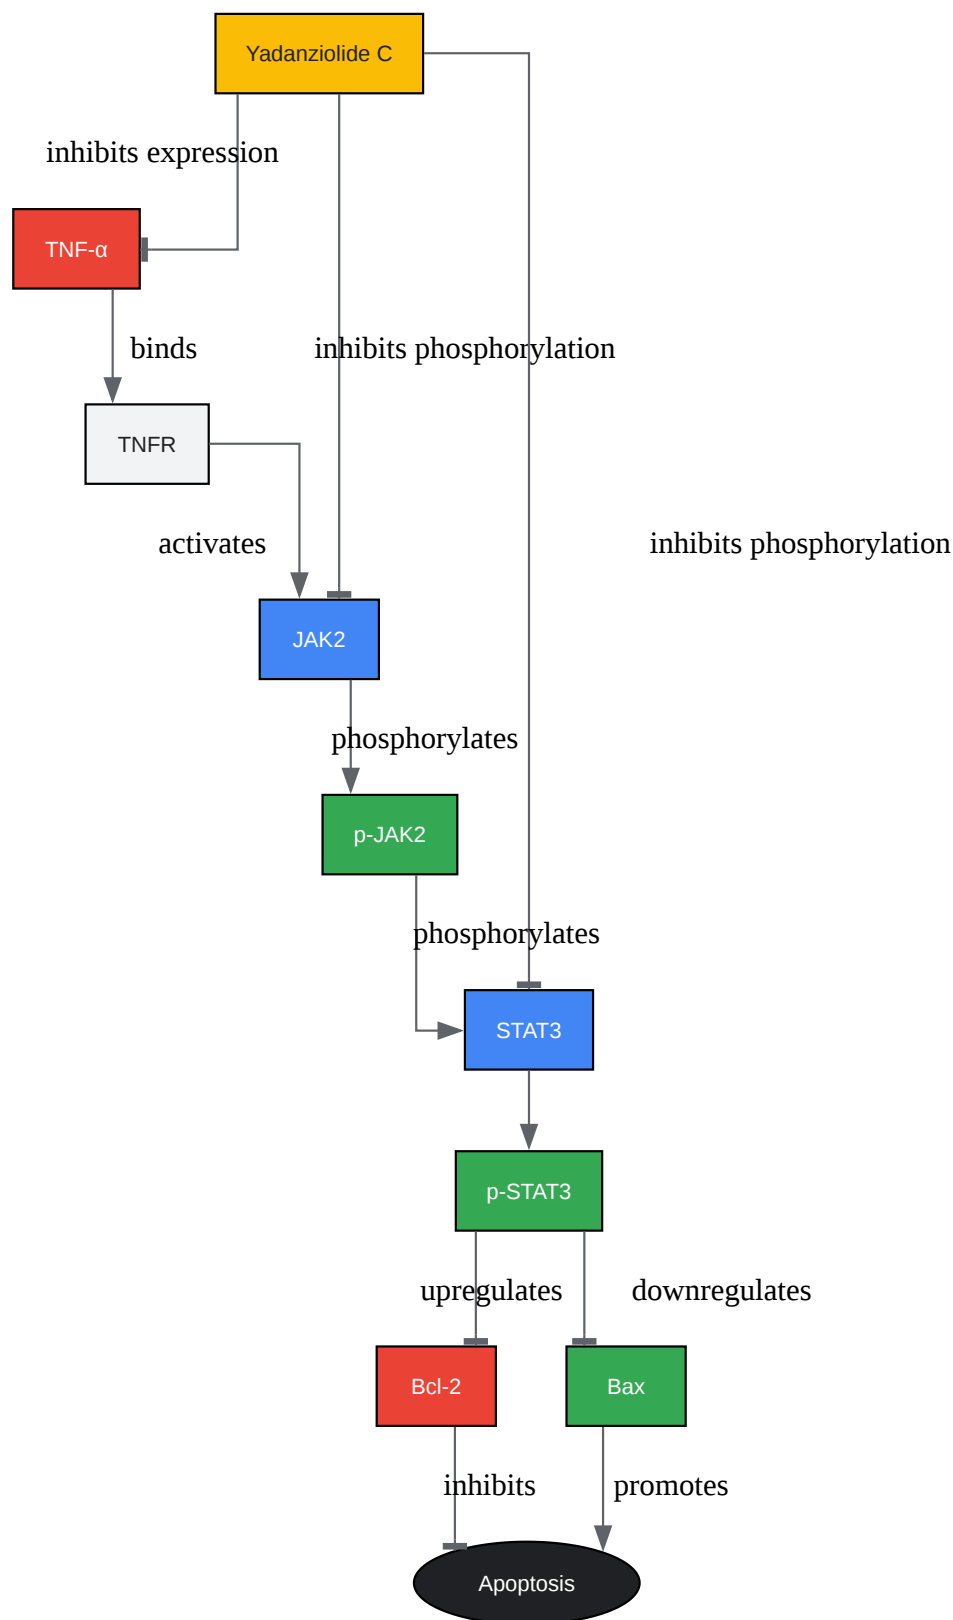 Yadanziolide C
inhibits expression
TNF-α
binds
inhibits phosphorylation
TNFR
activates
inhibits phosphorylation
JAK2
phosphorylates
p-JAK2
phosphorylates
STAT3
p-STAT3
upregulates
downregulates
Bcl-2
Bax
inhibits
promotes
Apoptosis